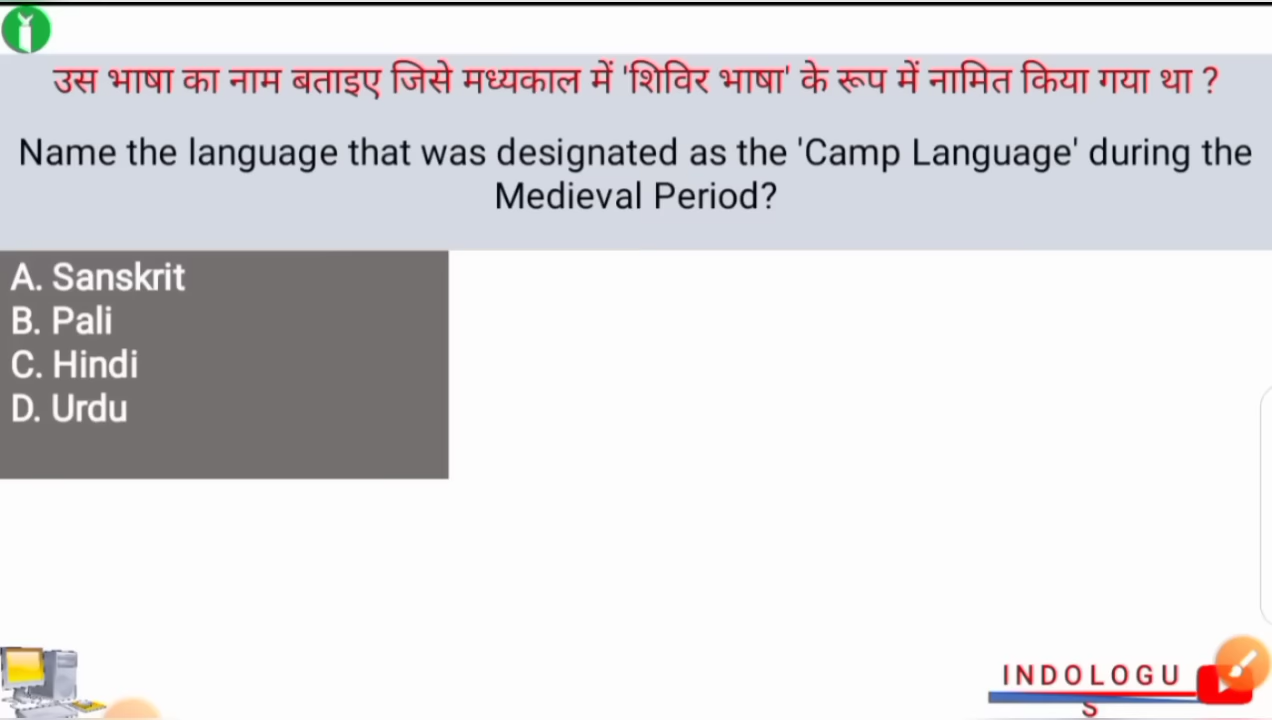 उस भाषा का नाम बताइए जिसे मध्यकाल में 'शिविर भाषा' के रूप में नामित किया गया था ?
Name the language that was designated as the 'Camp Language' during the
Medieval Period?
A. Sanskrit
B. Pali
C. Hindi
D. Urdu
INDOLOGU
S